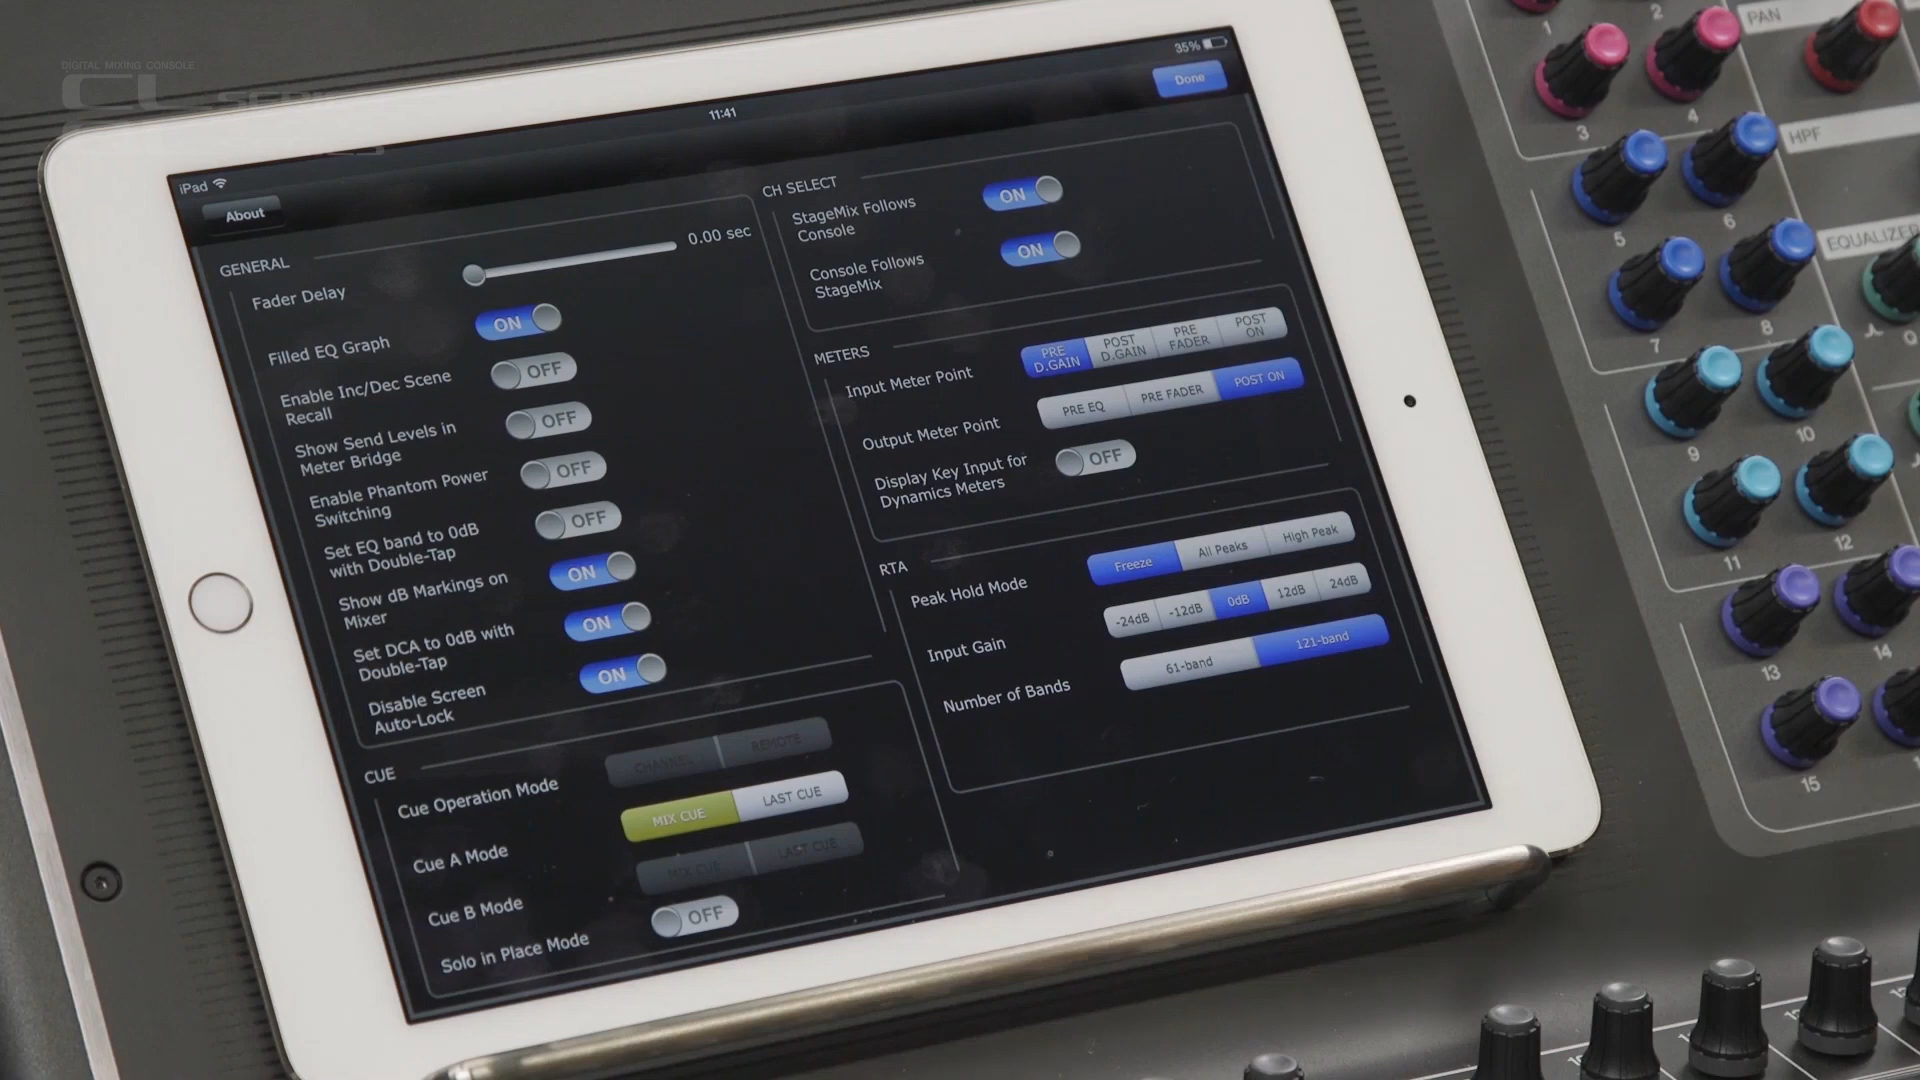 DIGITAL MIXING CONSOLE
CL SERIES
iPad
11:41
35%
About
Done
GENERAL
Fader Delay
0.00 sec
Filled EQ Graph
ON
Enable Inc/Dec Scene
Recall
OFF
Show Send Levels in
Meter Bridge
OFF
Enable Phantom Power
Switching
OFF
Set EQ band to 0dB
with Double-Tap
OFF
Show dB Markings on
Mixer
ON
Set DCA to 0dB with
Double-Tap
ON
Disable Screen
Auto-Lock
ON
CUE
Cue Operation Mode
CHANNEL
REMOTE
Cue A Mode
MIX CUE
LAST CUE
Cue B Mode
MIX CUE
LAST CUE
Solo in Place Mode
OFF
CH SELECT
StageMix Follows
Console
ON
Console Follows
StageMix
ON
METERS
Input Meter Point
PRE
D.GAIN
POST
D.GAIN
PRE
FADER
POST
ON
Output Meter Point
PRE EQ
PRE FADER
POST ON
Display Key Input for
Dynamics Meters
OFF
RTA
Peak Hold Mode
Freeze
All Peaks
High Peak
Input Gain
-24dB
-12dB
0dB
12dB
24dB
Number of Bands
61-band
121-band
PAN
HPF
EQUALIZER
Q
1
2
3
4
5
6
7
8
9
10
11
12
13
14
15